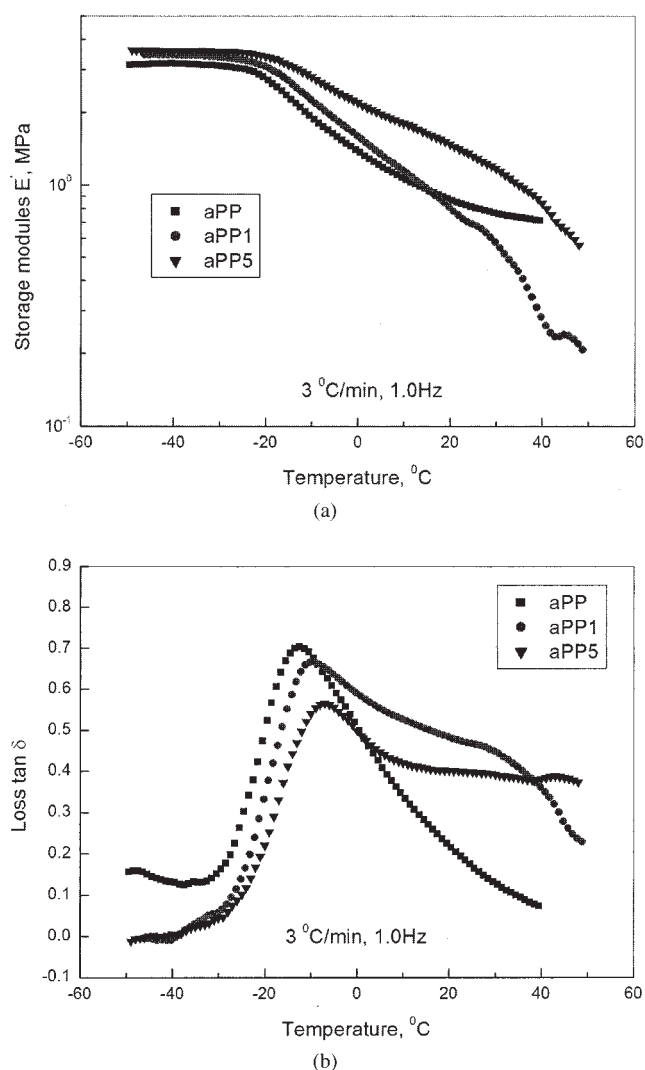 10⁰
10⁻¹
Storage modules E', MPa
aPP
aPP1
aPP5
3 ⁰C/min, 1.0Hz
-60 -40 -20 0 20 40 60
Temperature, ⁰C
(a)
0.9
0.8
0.7
0.6
0.5
0.4
0.3
0.2
0.1
0.0
-0.1
Loss tan δ
aPP
aPP1
aPP5
3 ⁰C/min, 1.0Hz
-60 -40 -20 0 20 40 60
Temperature, ⁰C
(b)